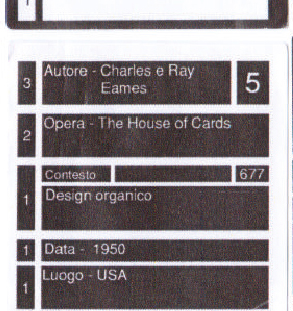 1
3 Autore - Charles e Ray 5
Eames
2 Opera - The House of Cards
Contesto 677
1 Design organico
1 Data - 1950
1 Luogo - USA